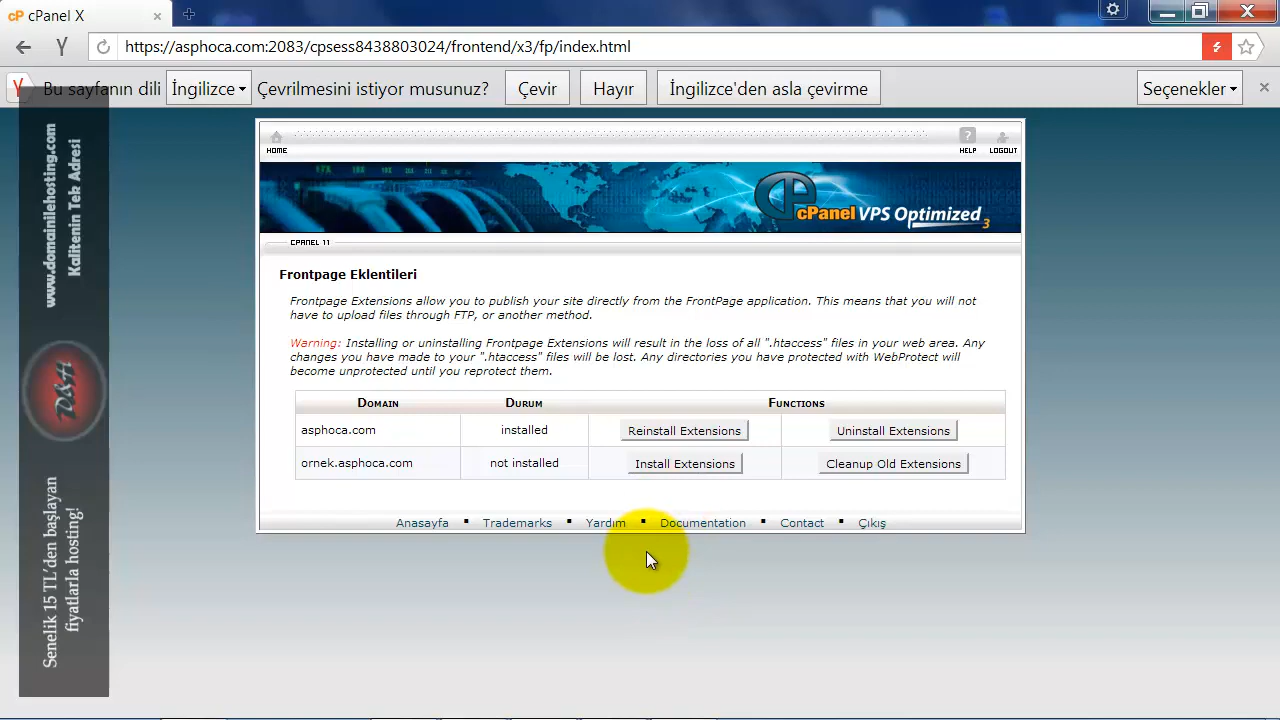 cPanel X
https://asphoca.com:2083/cpsess8438803024/frontend/x3/fp/index.html
Bu sayfanın dili İngilizce Çevrilmesini istiyor musunuz? Çevir Hayır İngilizce'den asla çevirme Seçenekler
www.domainilehosting.com
Kalitenin Tek Adresi
D&H
Senelik 15 TL'den başlayan
fiyatlarla hosting!
HOME
HELP LOGOUT
cPanel VPS Optimized 3
CPANEL 11
Frontpage Eklentileri
Frontpage Extensions allow you to publish your site directly from the FrontPage application. This means that you will not
have to upload files through FTP, or another method.
Warning: Installing or uninstalling Frontpage Extensions will result in the loss of all ".htaccess" files in your web area. Any
changes you have made to your ".htaccess" files will be lost. Any directories you have protected with WebProtect will
become unprotected until you reprotect them.
DOMAIN DURUM FUNCTIONS
asphoca.com installed Reinstall Extensions Uninstall Extensions
ornek.asphoca.com not installed Install Extensions Cleanup Old Extensions
Anasayfa ▪ Trademarks ▪ Yardım ▪ Documentation ▪ Contact ▪ Çıkış